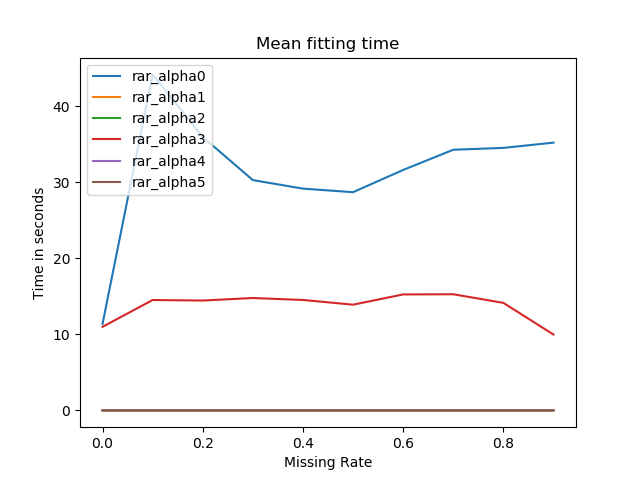 Mean fitting time
rar_alpha0
rar_alpha1
rar_alpha2
rar_alpha3
rar_alpha4
rar_alpha5
40
30
20
10
0
Time in seconds
0.0 0.2 0.4 0.6 0.8
Missing Rate